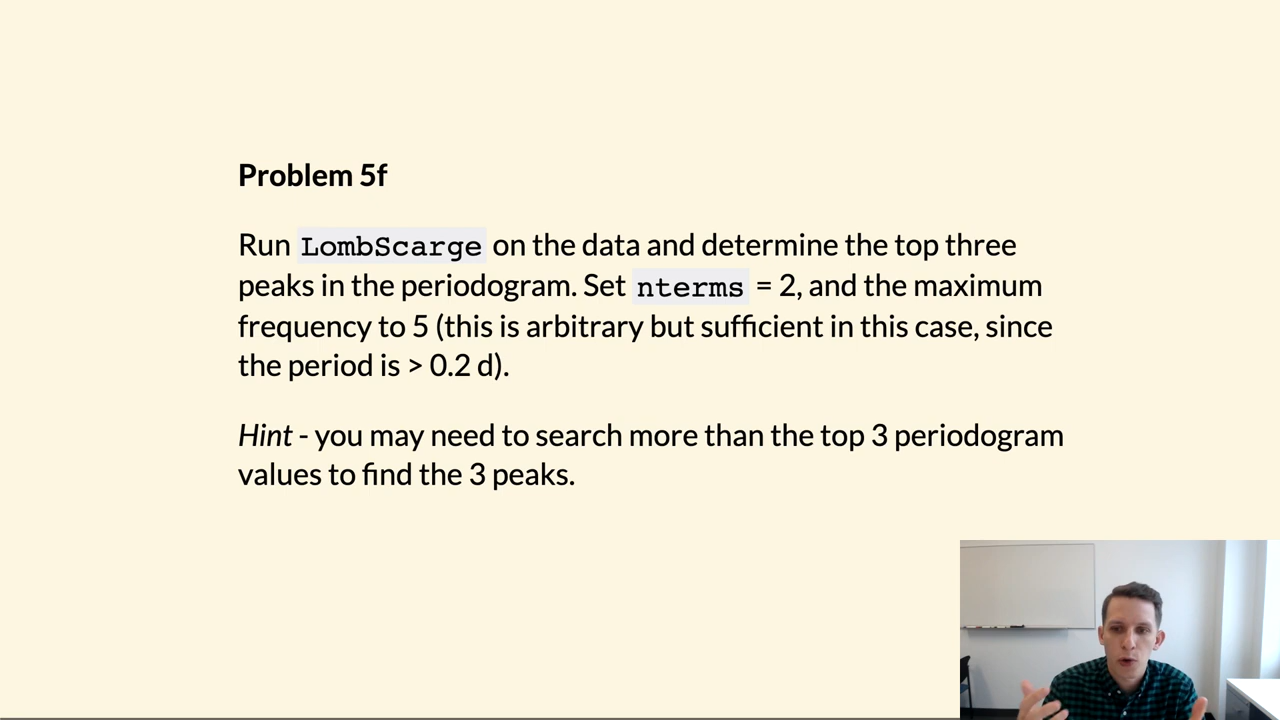 Problem 5f
Run LombScarge on the data and determine the top three
peaks in the periodogram. Set nterms = 2, and the maximum
frequency to 5 (this is arbitrary but sufficient in this case, since
the period is > 0.2 d).
Hint - you may need to search more than the top 3 periodogram
values to find the 3 peaks.